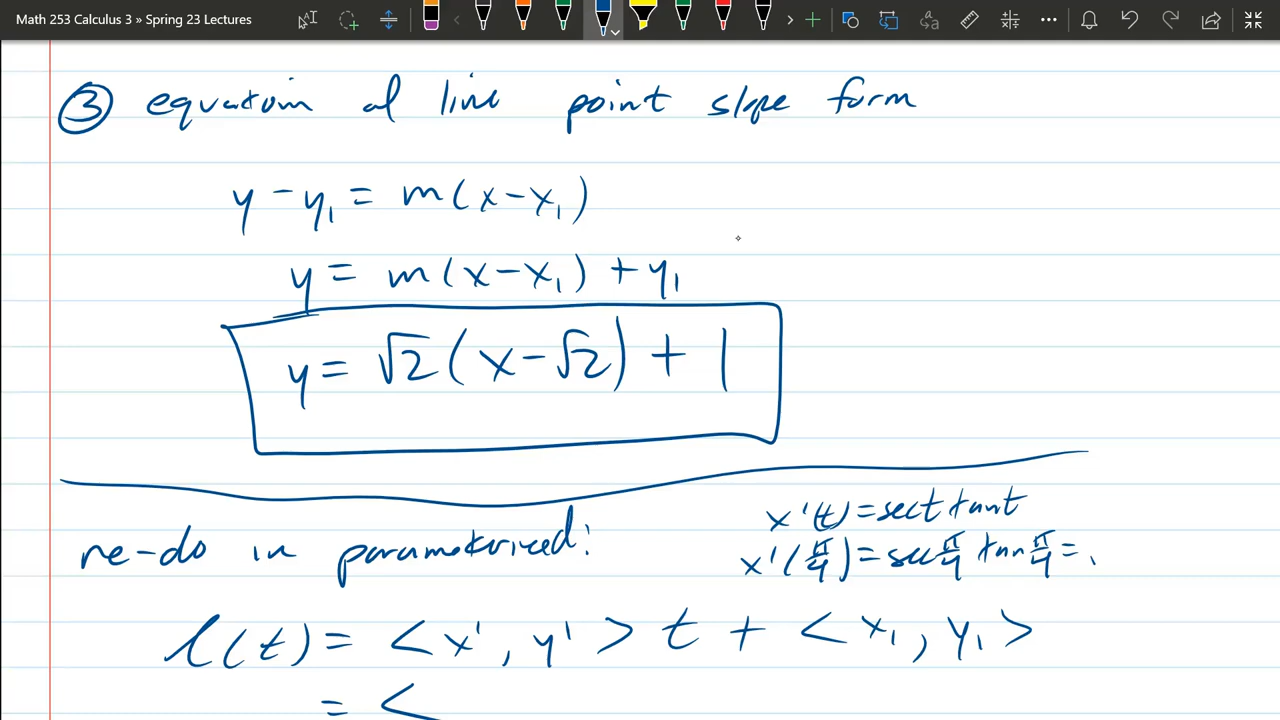 Math 253 Calculus 3 » Spring 23 Lectures
③ equation of line point slope form
y - y₁ = m(x-x₁)
y = m(x-x₁) + y₁
y = √2(x-√2) + 1
x'(t) = sect tant
re-do in parametorized:
x'(π/4) = sec π/4 tan π/4 =
l(t) = <x', y'> t + <x₁, y₁>
= <